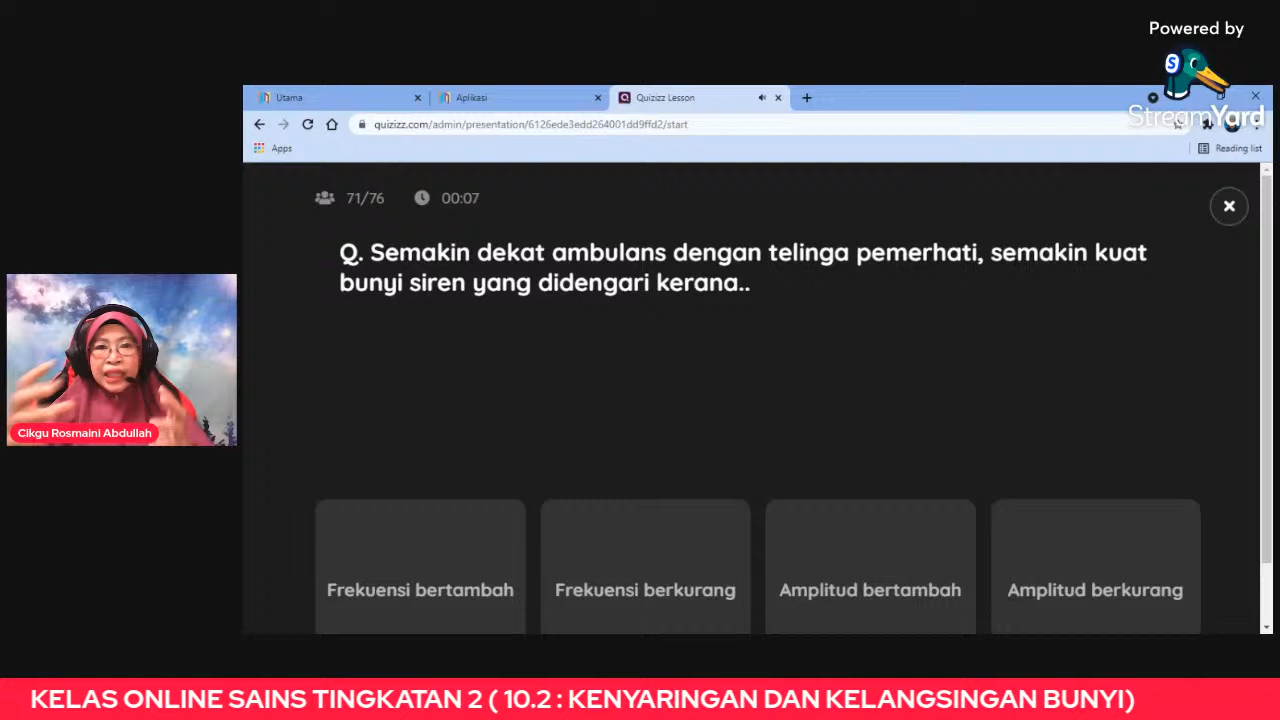 Powered by
StreamYard
Utama
Aplikasi
Quizizz Lesson
quizizz.com/admin/presentation/6126ede3edd264001dd9ffd2/start
Apps
Reading list
71/76
00:07
Q. Semakin dekat ambulans dengan telinga pemerhati, semakin kuat
bunyi siren yang didengari kerana..
Cikgu Rosmaini Abdullah
Frekuensi bertambah
Frekuensi berkurang
Amplitud bertambah
Amplitud berkurang
KELAS ONLINE SAINS TINGKATAN 2 ( 10.2 : KENYARINGAN DAN KELANGSINGAN BUNYI)